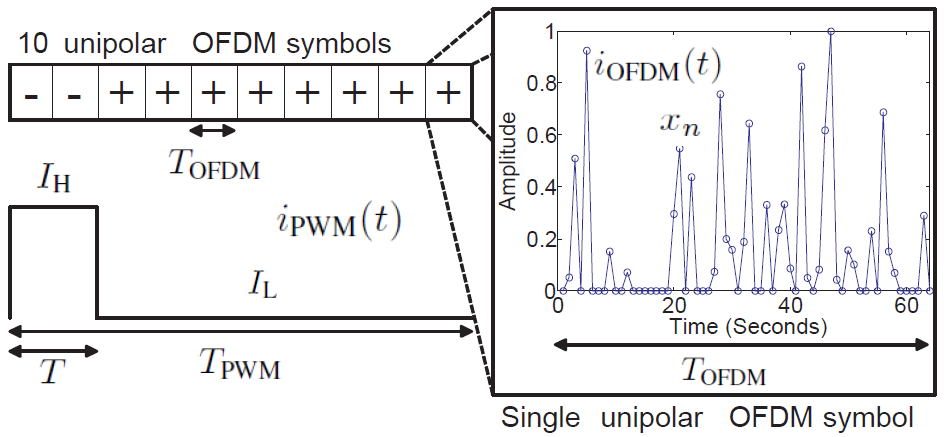 10 unipolar OFDM symbols
- - + + + + + + + +
T_OFDM
I_H
i_PWM(t)
I_L
T
T_PWM
1
0.8
0.6
0.4
0.2
0
Amplitude
i_OFDM(t)
x_n
0 20 40 60
Time (Seconds)
T_OFDM
Single unipolar OFDM symbol